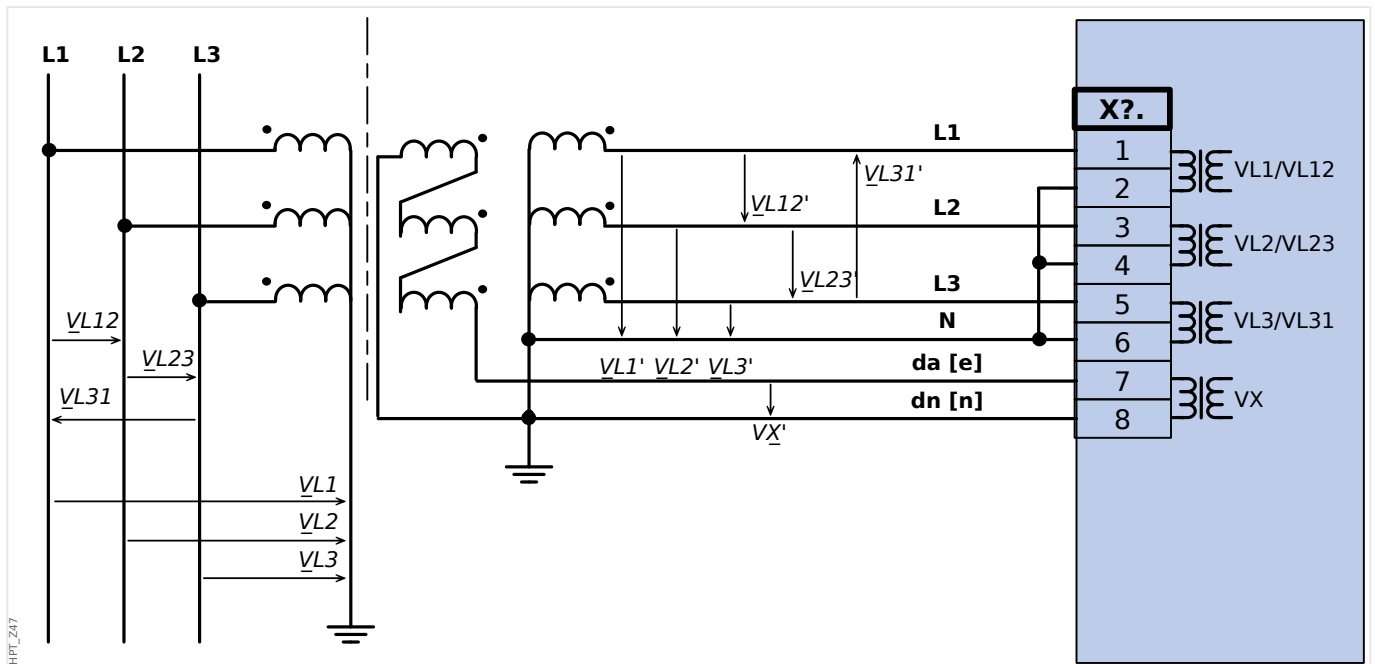 L1 L2 L3
X?.
L1
1
VL1/VL12
VL31'
2
VL12'
L2
3
VL2/VL23
4
VL23'
L3
5
VL12
N
VL3/VL31
6
VL23
VL1' VL2' VL3'
da [e]
7
VL31
dn [n]
VX
8
VX'
VL1
VL2
VL3
HPT_Z47